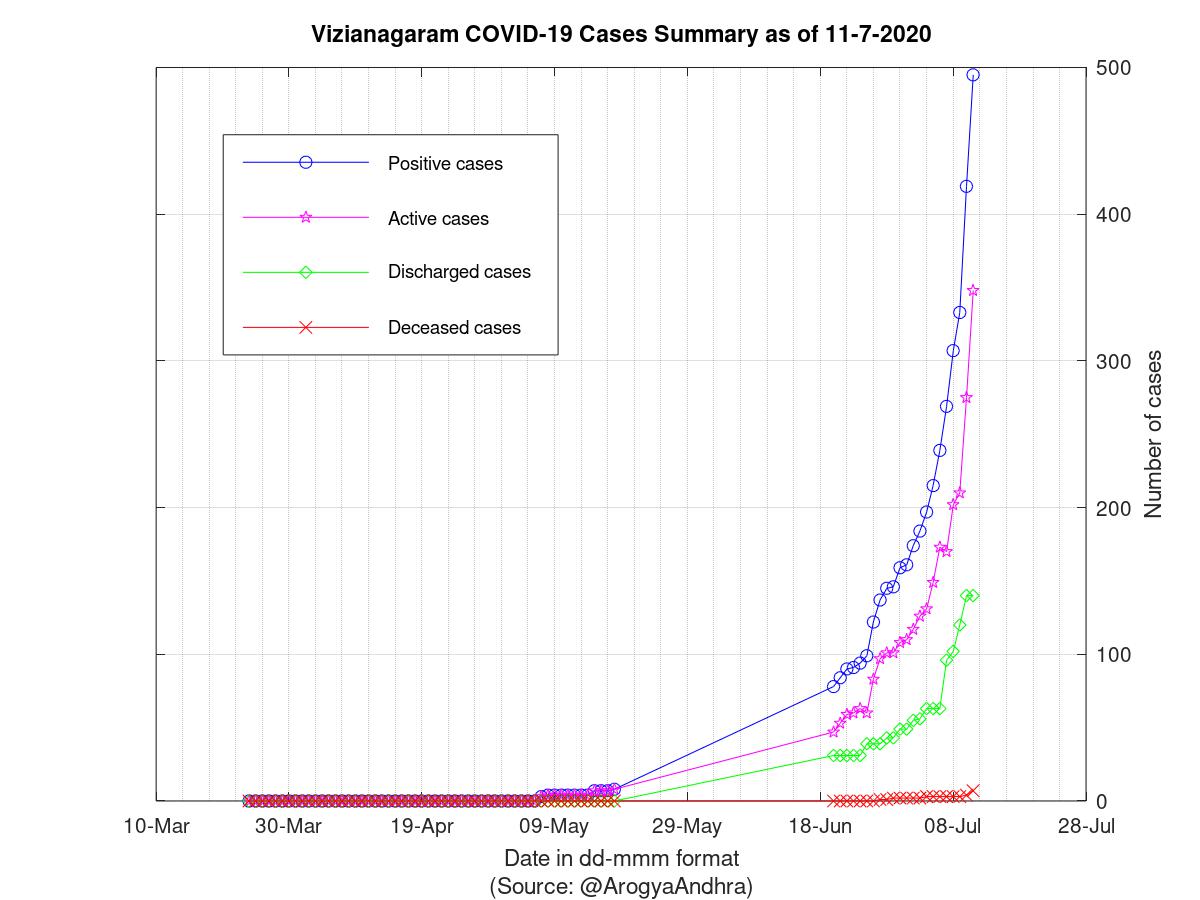 Vizianagaram COVID-19 Cases Summary as of 11-7-2020
500
Positive cases
Active cases
400
Discharged cases
Deceased cases
300
Number of cases
200
100
0
10-Mar 30-Mar 19-Apr 09-May 29-May 18-Jun 08-Jul 28-Jul
Date in dd-mmm format
(Source: @ArogyaAndhra)